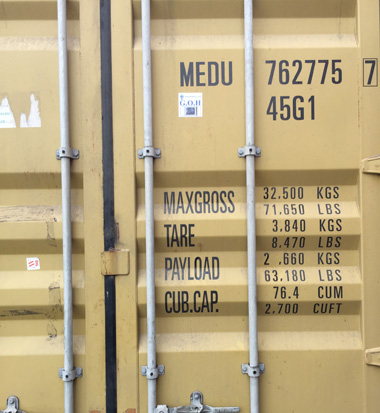 MEDU 762775 7
45G1
G.O.H
MAXGROSS 32.500 KGS
71.650 LBS
TARE 3.840 KGS
8.470 LBS
PAYLOAD 2 .660 KGS
63.180 LBS
CUB.CAP. 76.4 CUM
2.700 CUFT